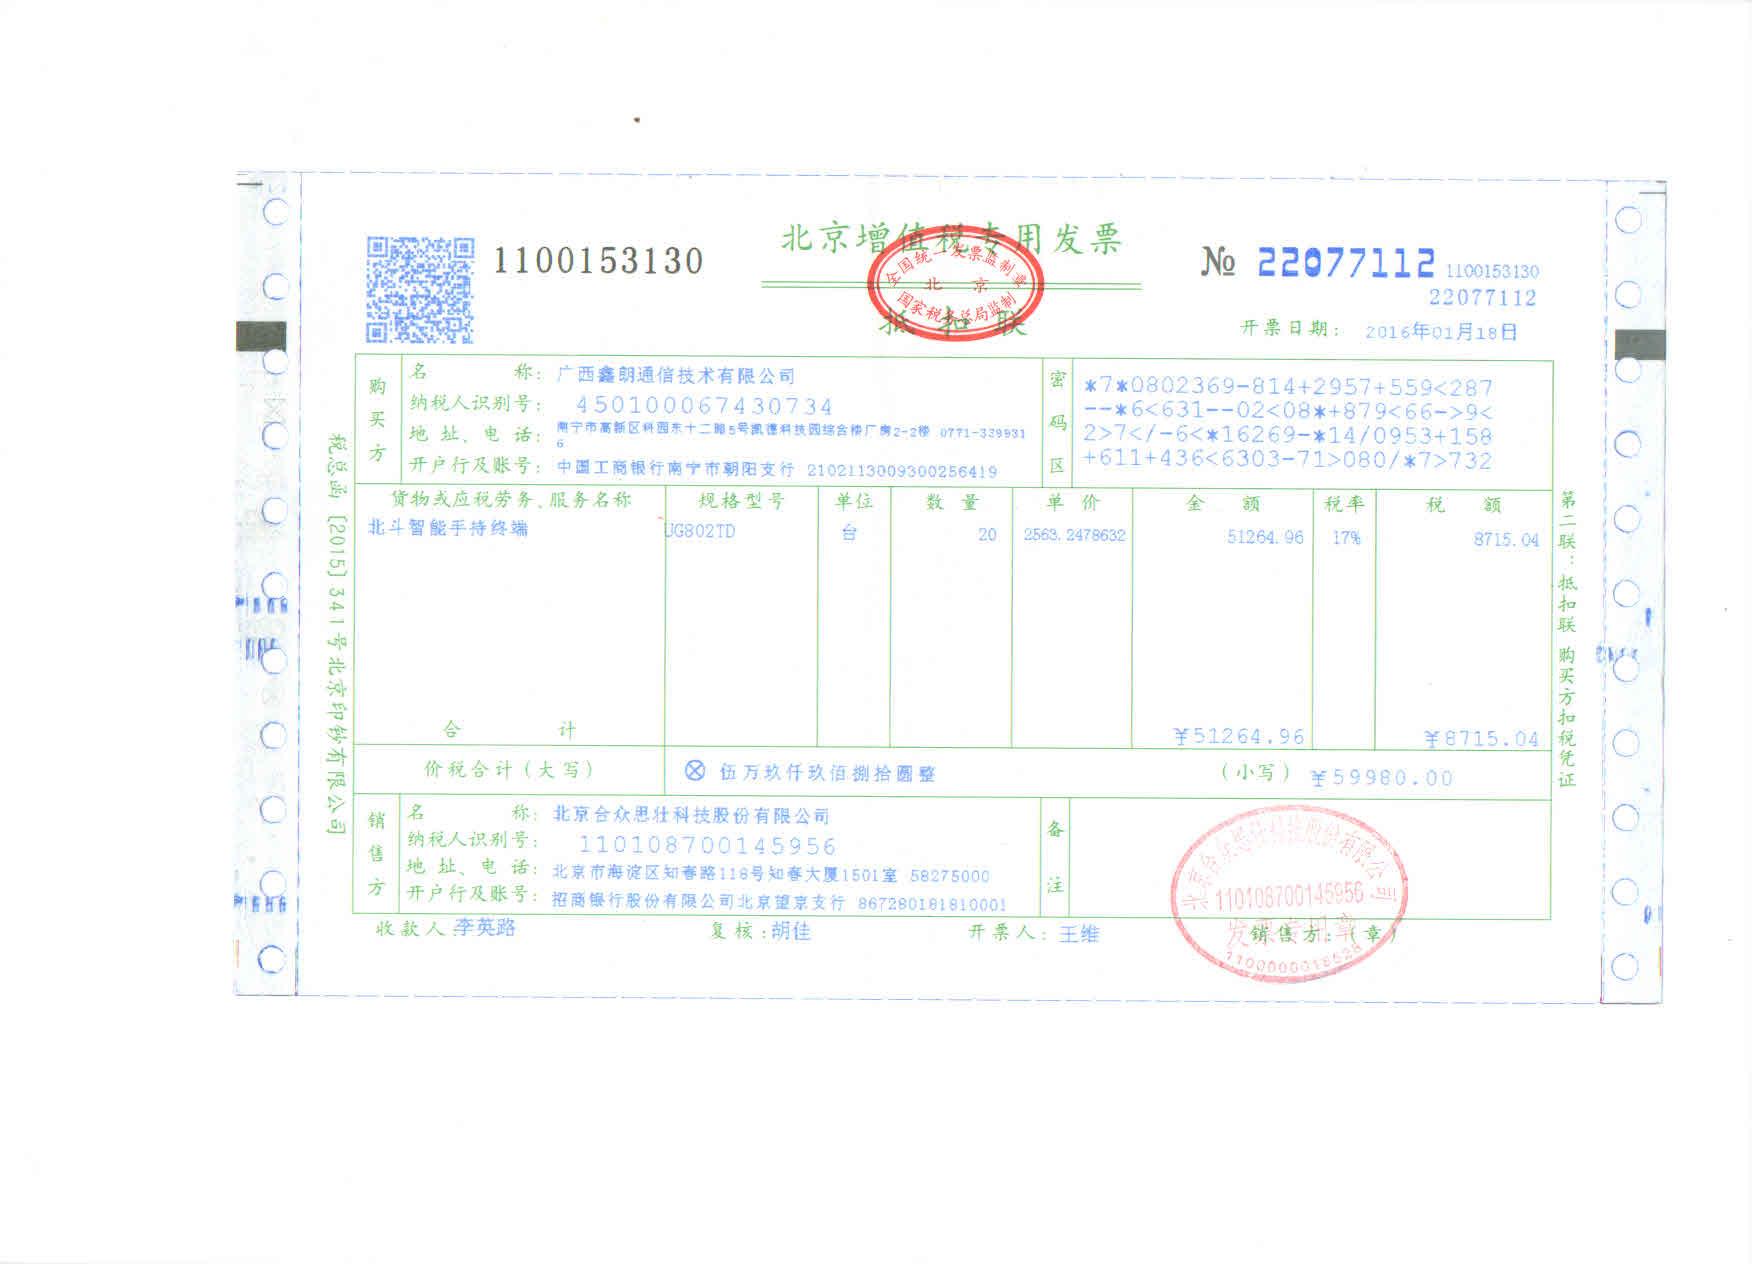 北京增值税专用发票
抵扣联
全国统一发票监制章
北京
国家税务总局监制
1100153130
№ 22077112
1100153130
22077112
开票日期: 2016年01月18日
税总函[2015]341号北京印钞有限公司
购买方
名称: 广西鑫朗通信技术有限公司
纳税人识别号: 450100067430734
地址、电话: 南宁市高新区科园东十二路5号凯德科技园综合楼厂房2-2楼 0771-3399316
开户行及账号: 中国工商银行南宁市朝阳支行 2102113009300256419
密码区
*7*0802369-814+2957+559<287
--*6<631--02<08*+879<66->9<
2>7</-6<*16269-*14/0953+158
+611+436<6303-71>080/*7>732
货物或应税劳务、服务名称 规格型号 单位 数量 单价 金额 税率 税额
北斗智能手持终端 UG802TD 台 20 2563.2478632 51264.96 17% 8715.04
合计 ¥51264.96 ¥8715.04
价税合计(大写) ⊗ 伍万玖仟玖佰捌拾圆整 (小写) ¥59980.00
销售方
名称: 北京合众思壮科技股份有限公司
纳税人识别号: 110108700145956
地址、电话: 北京市海淀区知春路118号知春大厦1501室 58275000
开户行及账号: 招商银行股份有限公司北京望京支行 867280181810001
备注
收款人:李英路 复核:胡佳 开票人: 王维 销售方:(章)
北京合众思壮科技股份有限公司
110108700145956
发票专用章
第二联:抵扣联 购买方扣税凭证